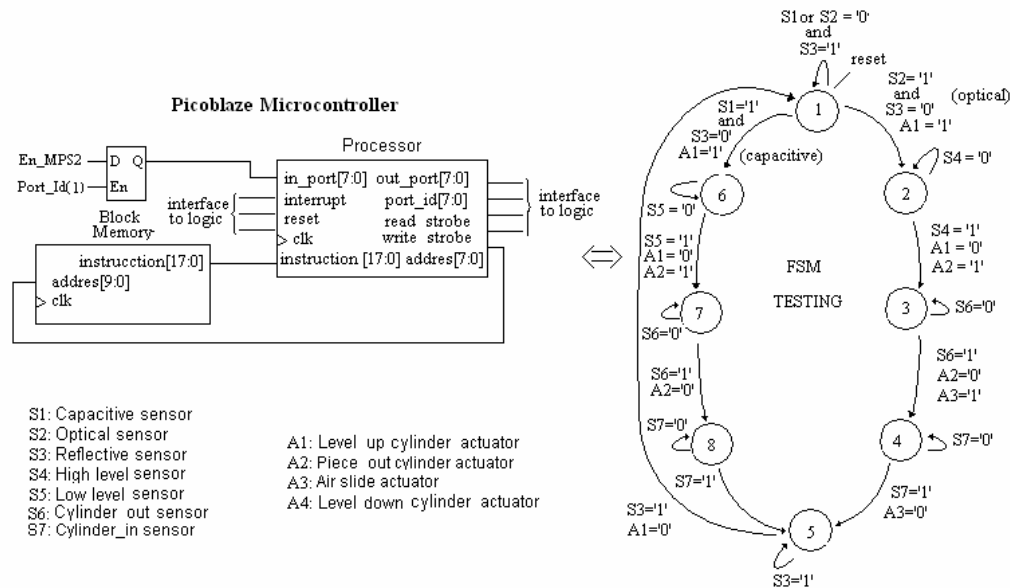 Picoblaze Microcontroller
Processor
En_MPS2
D Q
Port_Id(1)
En
Block
Memory
interface
to logic
in_port[7:0] out_port[7:0]
interrupt port_id[7:0]
reset read strobe
clk write strobe
instruction [17:0] addres[7:0]
interface
to logic
instrucction[17:0]
addres[9:0]
clk
S1: Capacitive sensor
S2: Optical sensor
S3: Reflective sensor
S4: High level sensor
S5: Low level sensor
S6: Cylinder out sensor
S7: Cylinder_in sensor
A1: Level up cylinder actuator
A2: Piece out cylinder actuator
A3: Air slide actuator
A4: Level down cylinder actuator
S1 or S2 = '0'
and
S3='1'
reset
1
S1='1'
and
S3='0'
A1='1'
(capacitive)
S2= '1'
and
S3 = '0'
A1 = '1'
(optical)
6
S5 = '0'
2
S4 = '0'
S5 = '1'
A1 = '0'
A2 = '1'
S4 = '1'
A1 = '0'
A2 = '1'
FSM
TESTING
7
S6='0'
3
S6='0'
S6='1'
A2='0'
S6='1'
A2='0'
A3='1'
8
S7='0'
4
S7='0'
S7='1'
S7='1'
A3='0'
S3='1'
A1='0'
5
S3='1'